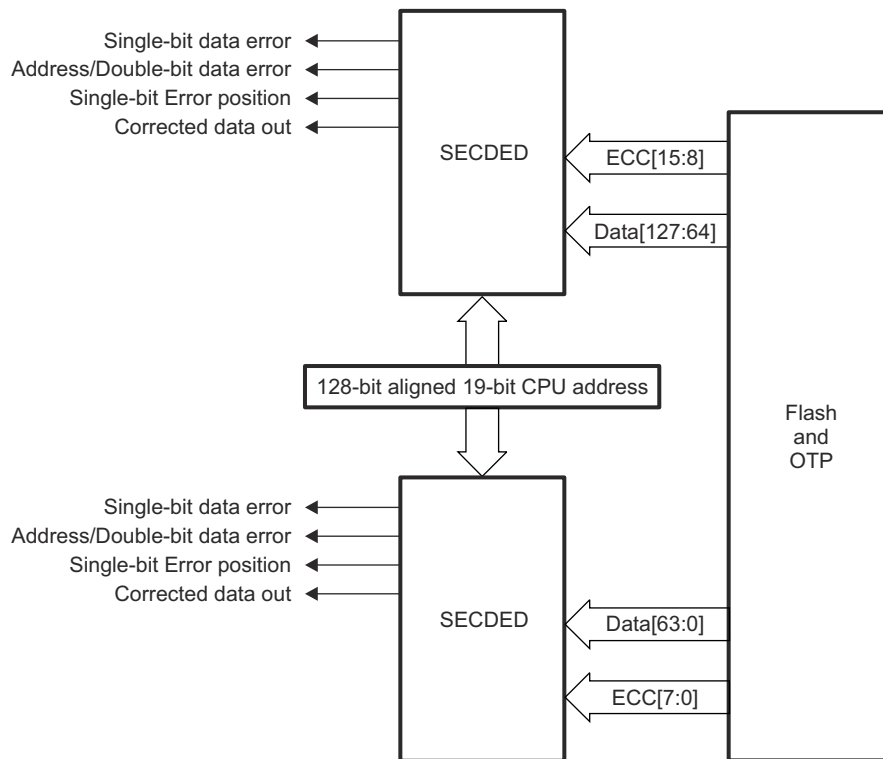 Single-bit data error
Address/Double-bit data error
Single-bit Error position
Corrected data out
SECDED
ECC[15:8]
Data[127:64]
128-bit aligned 19-bit CPU address
Flash
and
OTP
Single-bit data error
Address/Double-bit data error
Single-bit Error position
Corrected data out
SECDED
Data[63:0]
ECC[7:0]